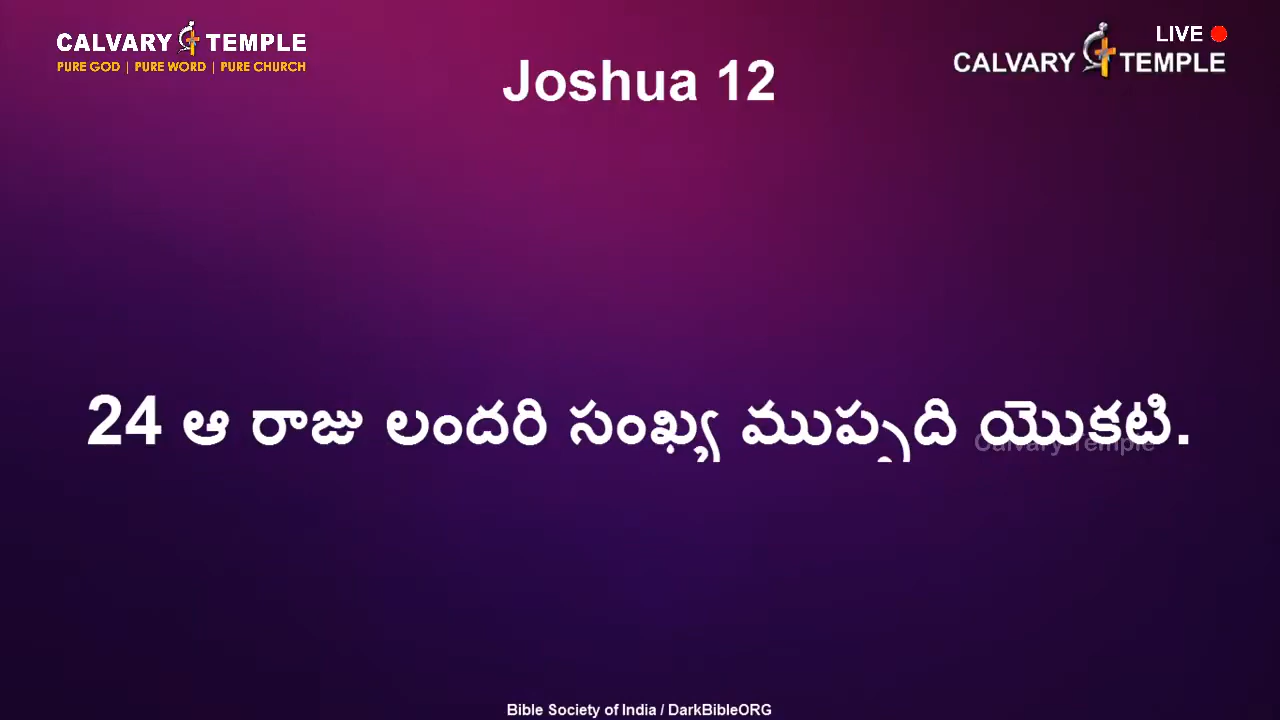 CALVARY TEMPLE
PURE GOD | PURE WORD | PURE CHURCH
LIVE
CALVARY TEMPLE
Joshua 12
24 ఆ రాజు లందరి సంఖ్య ముప్పది యొకటి.
Calvary Temple
Bible Society of India / DarkBibleORG